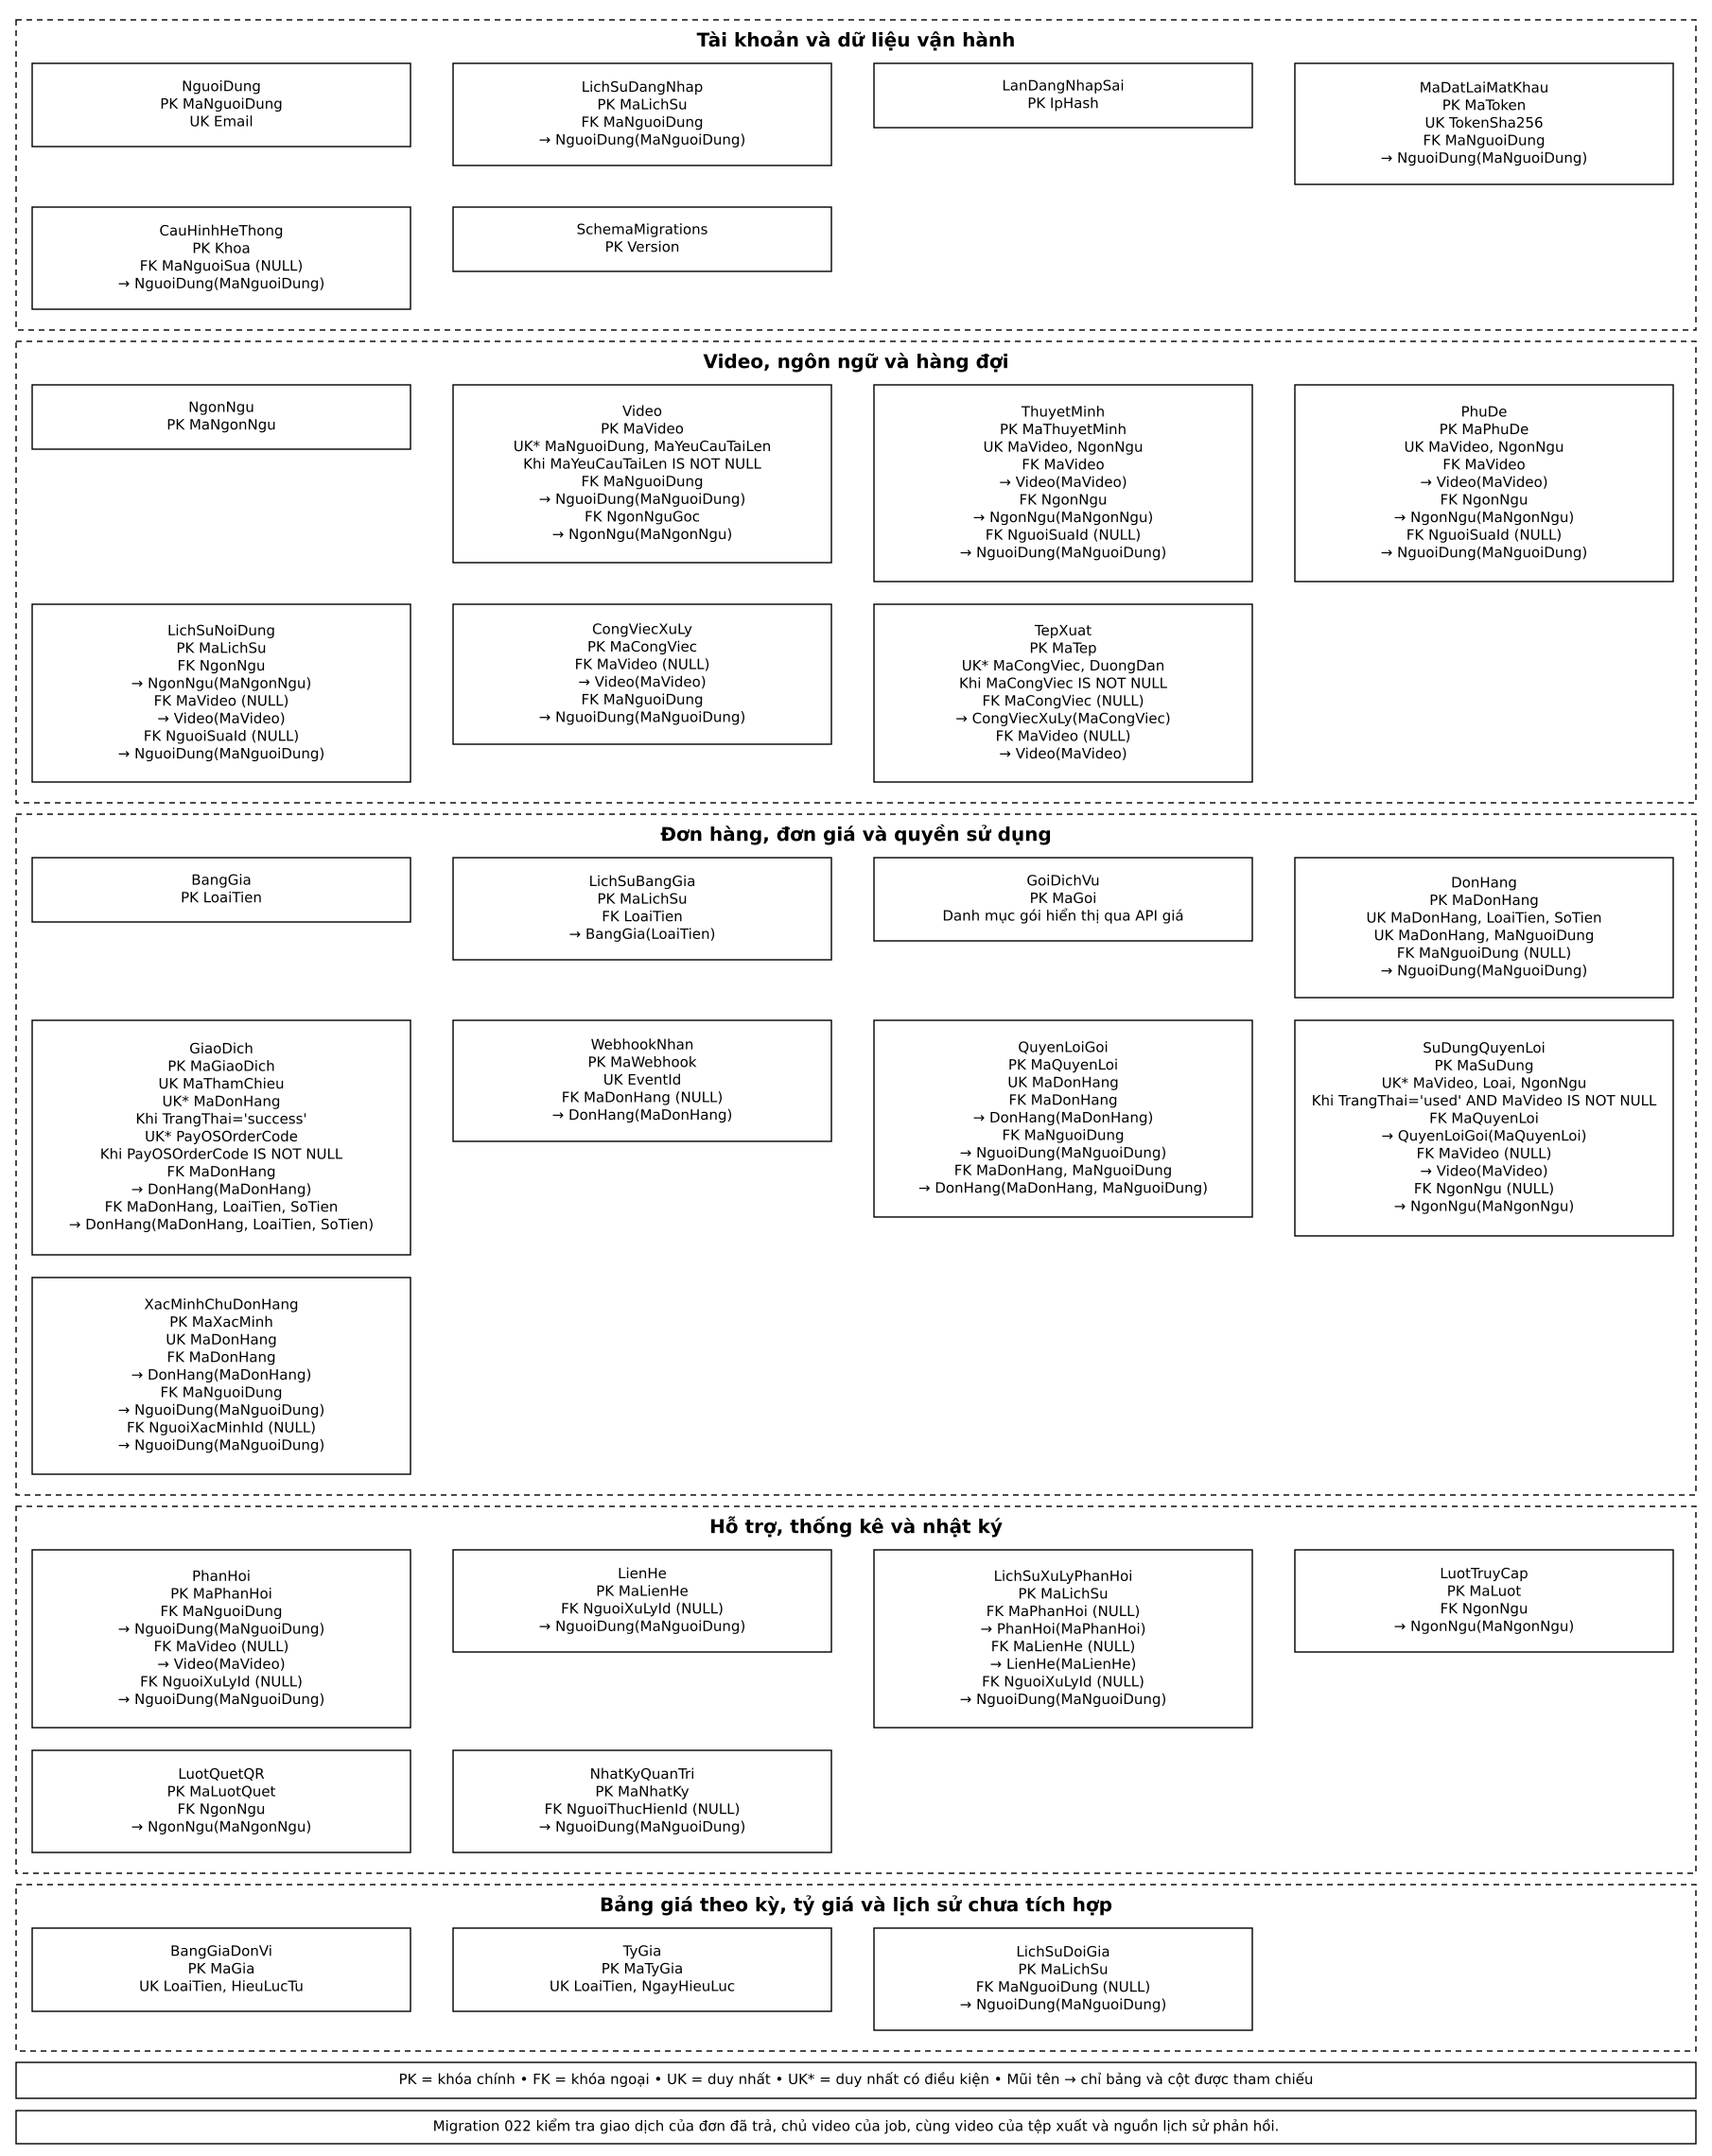 Tài khoản và dữ liệu vận hành
NguoiDung
PK MaNguoiDung
UK Email
LichSuDangNhap
PK MaLichSu
FK MaNguoiDung
→ NguoiDung(MaNguoiDung)
LanDangNhapSai
PK IpHash
MaDatLaiMatKhau
PK MaToken
UK TokenSha256
FK MaNguoiDung
→ NguoiDung(MaNguoiDung)
CauHinhHeThong
PK Khoa
FK MaNguoiSua (NULL)
→ NguoiDung(MaNguoiDung)
SchemaMigrations
PK Version
Video, ngôn ngữ và hàng đợi
NgonNgu
PK MaNgonNgu
Video
PK MaVideo
UK* MaNguoiDung, MaYeuCauTaiLen
Khi MaYeuCauTaiLen IS NOT NULL
FK MaNguoiDung
→ NguoiDung(MaNguoiDung)
FK NgonNguGoc
→ NgonNgu(MaNgonNgu)
ThuyetMinh
PK MaThuyetMinh
UK MaVideo, NgonNgu
FK MaVideo
→ Video(MaVideo)
FK NgonNgu
→ NgonNgu(MaNgonNgu)
FK NguoiSuaId (NULL)
→ NguoiDung(MaNguoiDung)
PhuDe
PK MaPhuDe
UK MaVideo, NgonNgu
FK MaVideo
→ Video(MaVideo)
FK NgonNgu
→ NgonNgu(MaNgonNgu)
FK NguoiSuaId (NULL)
→ NguoiDung(MaNguoiDung)
LichSuNoiDung
PK MaLichSu
FK NgonNgu
→ NgonNgu(MaNgonNgu)
FK MaVideo (NULL)
→ Video(MaVideo)
FK NguoiSuaId (NULL)
→ NguoiDung(MaNguoiDung)
CongViecXuLy
PK MaCongViec
FK MaVideo (NULL)
→ Video(MaVideo)
FK MaNguoiDung
→ NguoiDung(MaNguoiDung)
TepXuat
PK MaTep
UK* MaCongViec, DuongDan
Khi MaCongViec IS NOT NULL
FK MaCongViec (NULL)
→ CongViecXuLy(MaCongViec)
FK MaVideo (NULL)
→ Video(MaVideo)
Đơn hàng, đơn giá và quyền sử dụng
BangGia
PK LoaiTien
LichSuBangGia
PK MaLichSu
FK LoaiTien
→ BangGia(LoaiTien)
GoiDichVu
PK MaGoi
Danh mục gói hiển thị qua API giá
DonHang
PK MaDonHang
UK MaDonHang, LoaiTien, SoTien
UK MaDonHang, MaNguoiDung
FK MaNguoiDung (NULL)
→ NguoiDung(MaNguoiDung)
GiaoDich
PK MaGiaoDich
UK MaThamChieu
UK* MaDonHang
Khi TrangThai='success'
UK* PayOSOrderCode
Khi PayOSOrderCode IS NOT NULL
FK MaDonHang
→ DonHang(MaDonHang)
FK MaDonHang, LoaiTien, SoTien
→ DonHang(MaDonHang, LoaiTien, SoTien)
WebhookNhan
PK MaWebhook
UK EventId
FK MaDonHang (NULL)
→ DonHang(MaDonHang)
QuyenLoiGoi
PK MaQuyenLoi
UK MaDonHang
FK MaDonHang
→ DonHang(MaDonHang)
FK MaNguoiDung
→ NguoiDung(MaNguoiDung)
FK MaDonHang, MaNguoiDung
→ DonHang(MaDonHang, MaNguoiDung)
SuDungQuyenLoi
PK MaSuDung
UK* MaVideo, Loai, NgonNgu
Khi TrangThai='used' AND MaVideo IS NOT NULL
FK MaQuyenLoi
→ QuyenLoiGoi(MaQuyenLoi)
FK MaVideo (NULL)
→ Video(MaVideo)
FK NgonNgu (NULL)
→ NgonNgu(MaNgonNgu)
XacMinhChuDonHang
PK MaXacMinh
UK MaDonHang
FK MaDonHang
→ DonHang(MaDonHang)
FK MaNguoiDung
→ NguoiDung(MaNguoiDung)
FK NguoiXacMinhId (NULL)
→ NguoiDung(MaNguoiDung)
Hỗ trợ, thống kê và nhật ký
PhanHoi
PK MaPhanHoi
FK MaNguoiDung
→ NguoiDung(MaNguoiDung)
FK MaVideo (NULL)
→ Video(MaVideo)
FK NguoiXuLyId (NULL)
→ NguoiDung(MaNguoiDung)
LienHe
PK MaLienHe
FK NguoiXuLyId (NULL)
→ NguoiDung(MaNguoiDung)
LichSuXuLyPhanHoi
PK MaLichSu
FK MaPhanHoi (NULL)
→ PhanHoi(MaPhanHoi)
FK MaLienHe (NULL)
→ LienHe(MaLienHe)
FK NguoiXuLyId (NULL)
→ NguoiDung(MaNguoiDung)
LuotTruyCap
PK MaLuot
FK NgonNgu
→ NgonNgu(MaNgonNgu)
LuotQuetQR
PK MaLuotQuet
FK NgonNgu
→ NgonNgu(MaNgonNgu)
NhatKyQuanTri
PK MaNhatKy
FK NguoiThucHienId (NULL)
→ NguoiDung(MaNguoiDung)
Bảng giá theo kỳ, tỷ giá và lịch sử chưa tích hợp
BangGiaDonVi
PK MaGia
UK LoaiTien, HieuLucTu
TyGia
PK MaTyGia
UK LoaiTien, NgayHieuLuc
LichSuDoiGia
PK MaLichSu
FK MaNguoiDung (NULL)
→ NguoiDung(MaNguoiDung)
PK = khóa chính • FK = khóa ngoại • UK = duy nhất • UK* = duy nhất có điều kiện • Mũi tên → chỉ bảng và cột được tham chiếu
Migration 022 kiểm tra giao dịch của đơn đã trả, chủ video của job, cùng video của tệp xuất và nguồn lịch sử phản hồi.